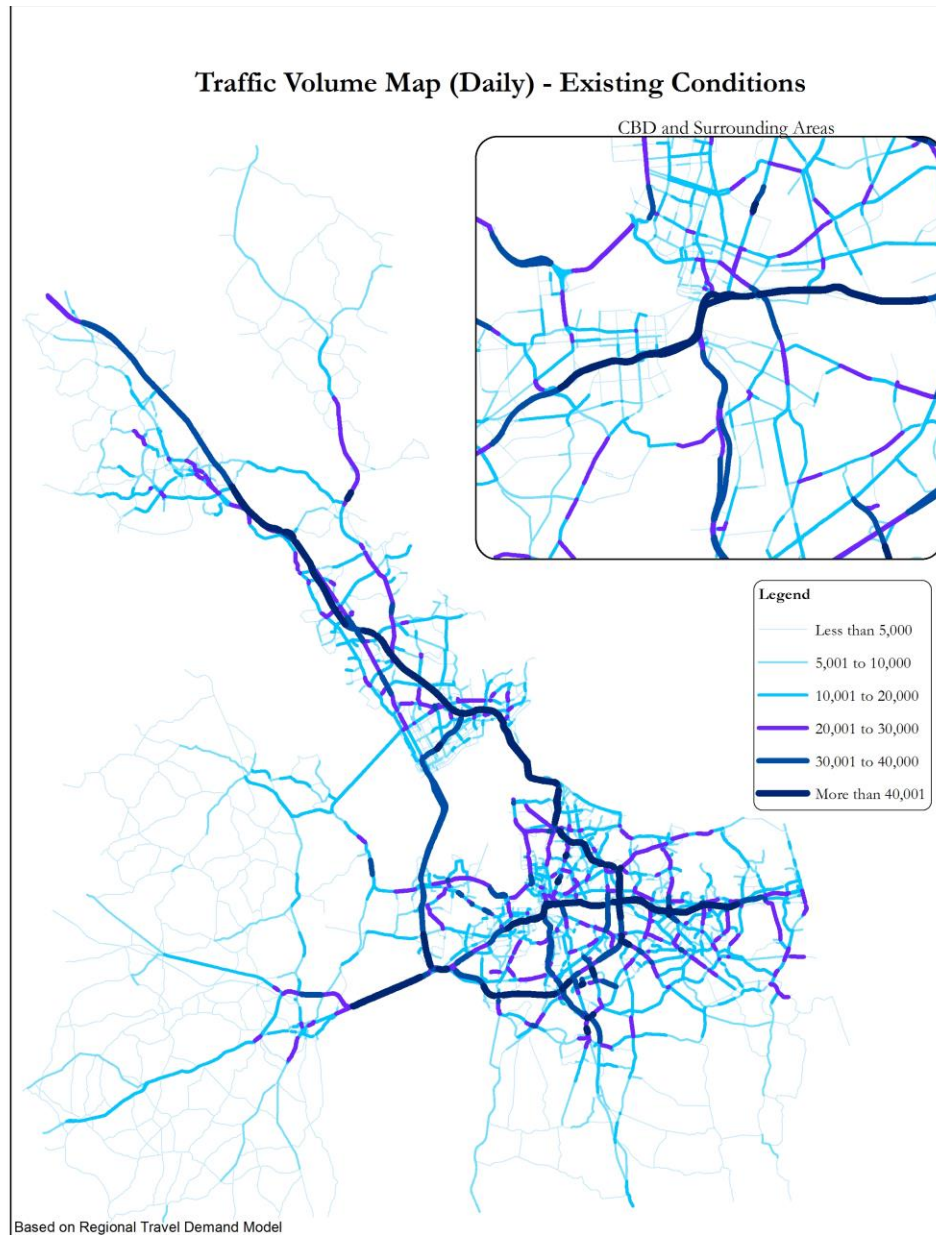 Traffic Volume Map (Daily) - Existing Conditions
CBD and Surrounding Areas
Legend
Less than 5,000
5,001 to 10,000
10,001 to 20,000
20,001 to 30,000
30,001 to 40,000
More than 40,001
Based on Regional Travel Demand Model